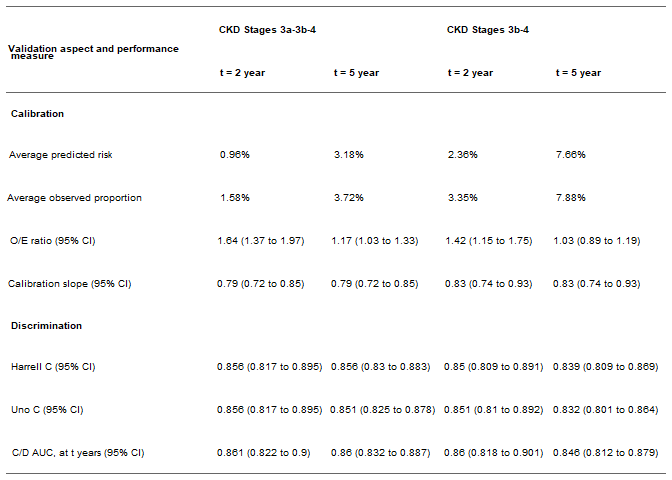 CKD Stages 3a-3b-4 CKD Stages 3b-4
Validation aspect and performance
measure
t = 2 year t = 5 year t = 2 year t = 5 year
Calibration
Average predicted risk 0.96% 3.18% 2.36% 7.66%
Average observed proportion 1.58% 3.72% 3.35% 7.88%
O/E ratio (95% CI) 1.64 (1.37 to 1.97) 1.17 (1.03 to 1.33) 1.42 (1.15 to 1.75) 1.03 (0.89 to 1.19)
Calibration slope (95% CI) 0.79 (0.72 to 0.85) 0.79 (0.72 to 0.85) 0.83 (0.74 to 0.93) 0.83 (0.74 to 0.93)
Discrimination
Harrell C (95% CI) 0.856 (0.817 to 0.895) 0.856 (0.83 to 0.883) 0.85 (0.809 to 0.891) 0.839 (0.809 to 0.869)
Uno C (95% CI) 0.856 (0.817 to 0.895) 0.851 (0.825 to 0.878) 0.851 (0.81 to 0.892) 0.832 (0.801 to 0.864)
C/D AUC, at t years (95% CI) 0.861 (0.822 to 0.9) 0.86 (0.832 to 0.887) 0.86 (0.818 to 0.901) 0.846 (0.812 to 0.879)